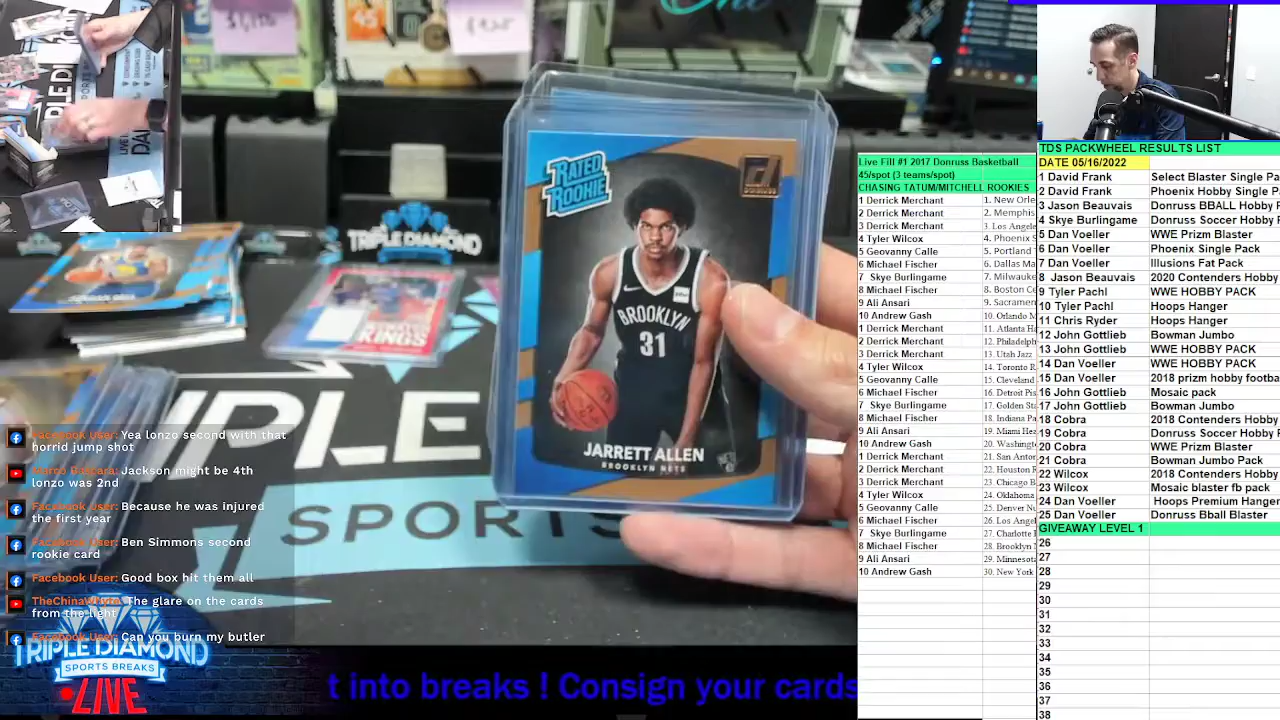 RATED
ROOKIE
DONRUSS
BROOKLYN
31
JARRETT ALLEN
BROOKLYN NETS
TRIPLE DIAMOND
KINGS
IPLE
SPORTS
Facebook User: Yea lonzo second with that
horrid jump shot
Jackson might be 4th
lonzo was 2nd
Facebook User: Because he was injured
the first year
Facebook User: Ben Simmons second
rookie card
Facebook User: Good box hit them all
TheChinaWhyte: The glare on the cards
from the light
Facebook User: Can you burn my butler
TRIPLE DIAMOND
SPORTS BREAKS
LIVE
t into breaks ! Consign your cards
Live Fill #1 2017 Donruss Basketball
45/spot (3 teams/spot)
CHASING TATUM/MITCHELL ROOKIES
1 Derrick Merchant 1. New Orle
2 Derrick Merchant 2. Memphis
3 Derrick Merchant 3. Los Angele
4 Tyler Wilcox 4. Phoenix S
5 Geovanny Calle 5. Portland
6 Michael Fischer 6. Dallas Ma
7 Skye Burlingame 7. Milwauke
8 Michael Fischer 8. Boston Ce
9 Ali Ansari 9. Sacramen
10 Andrew Gash 10. Orlando M
1 Derrick Merchant 11. Atlanta H
2 Derrick Merchant 12. Philadelph
3 Derrick Merchant 13. Utah Jazz
4 Tyler Wilcox 14. Toronto R
5 Geovanny Calle 15. Cleveland
6 Michael Fischer 16. Detroit Pis
7 Skye Burlingame 17. Golden Sta
8 Michael Fischer 18. Indiana Pa
9 Ali Ansari 19. Miami Hea
10 Andrew Gash 20. Washingt
1 Derrick Merchant 21. San Anton
2 Derrick Merchant 22. Houston R
3 Derrick Merchant 23. Chicago B
4 Tyler Wilcox 24. Oklahoma
5 Geovanny Calle 25. Denver Nu
6 Michael Fischer 26. Los Angel
7 Skye Burlingame 27. Charlotte
8 Michael Fischer 28. Brooklyn
9 Ali Ansari 29. Minnesota
10 Andrew Gash 30. New York
TDS PACKWHEEL RESULTS LIST
DATE 05/16/2022
1 David Frank Select Blaster Single Pa
2 David Frank Phoenix Hobby Single P
3 Jason Beauvais Donruss BBALL Hobby
4 Skye Burlingame Donruss Soccer Hobby
5 Dan Voeller WWE Prizm Blaster
6 Dan Voeller Phoenix Single Pack
7 Dan Voeller Illusions Fat Pack
8 Jason Beauvais 2020 Contenders Hobby
9 Tyler Pachl WWE HOBBY PACK
10 Tyler Pachl Hoops Hanger
11 Chris Ryker Hoops Hanger
12 John Gottlieb Bowman Jumbo
13 John Gottlieb WWE HOBBY PACK
14 Dan Voeller WWE HOBBY PACK
15 Dan Voeller 2018 prizm hobby footba
16 John Gottlieb Mosaic pack
17 John Gottlieb Bowman Jumbo
18 Cobra 2018 Contenders Hobby
19 Cobra Donruss Soccer Hobby
20 Cobra WWE Prizm Blaster
21 Cobra Bowman Jumbo Pack
22 Wilcox 2018 Contenders Hobby
23 Wilcox Mosaic blaster fb pack
24 Dan Voeller Hoops Premium Hanger
25 Dan Voeller Donruss Bball Blaster
GIVEAWAY LEVEL 1
26
27
28
29
30
31
32
33
34
35
36
37
38